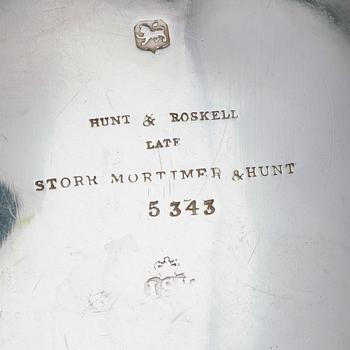 HUNT & ROSKELL
LATE
STORR MORTIMER & HUNT
5343